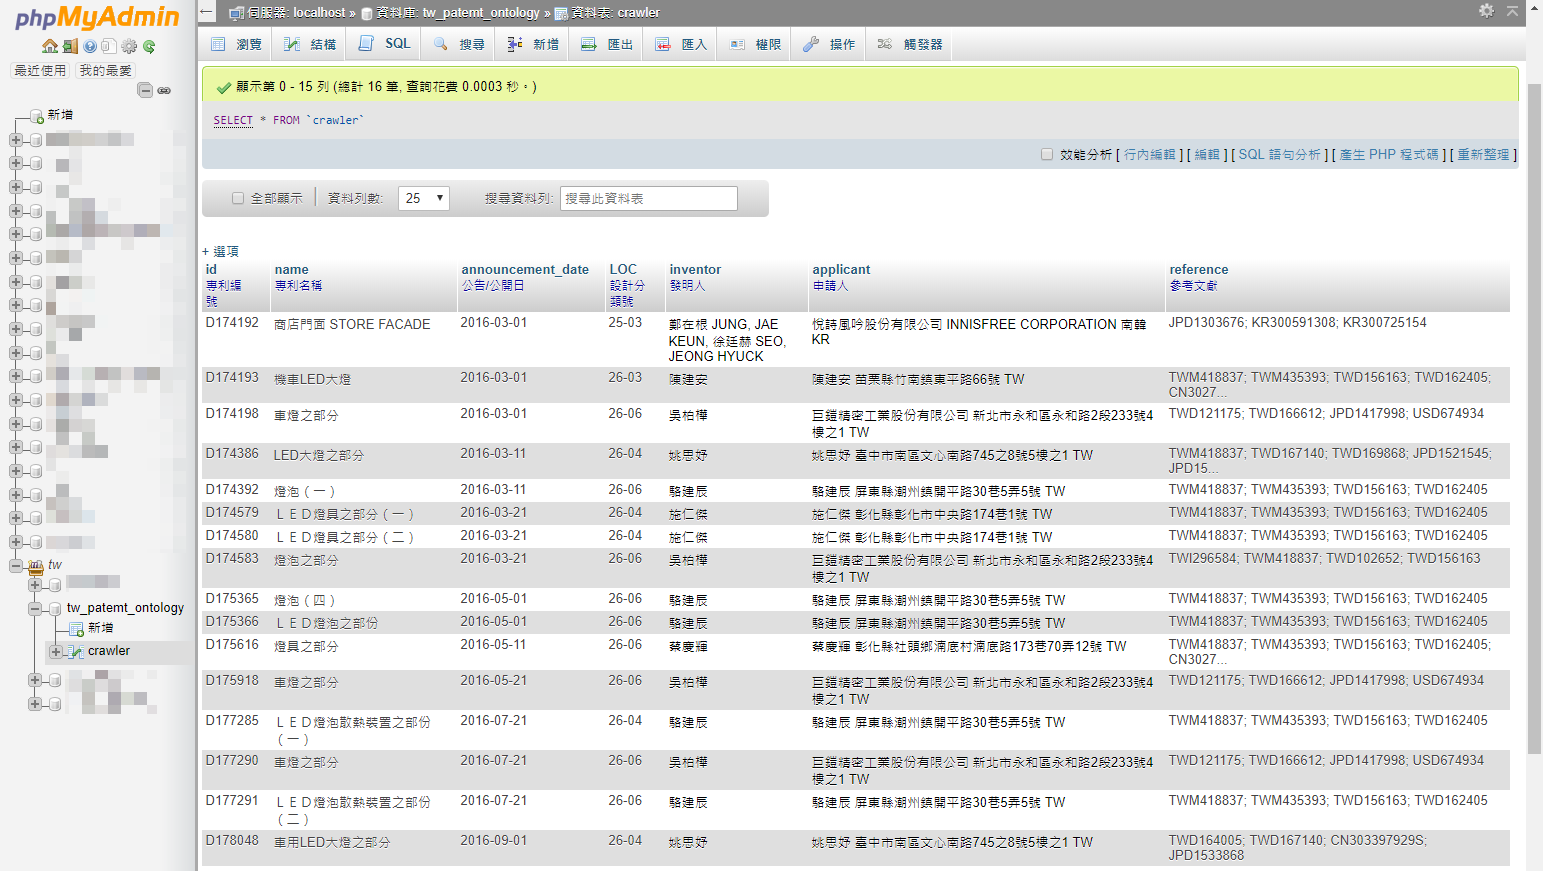 phpMyAdmin
最近使用 我的最愛
新增
tw
tw_patemt_ontology
新增
crawler
伺服器: localhost » 資料庫: tw_patemt_ontology » 資料表: crawler
瀏覽 結構 SQL 搜尋 新增 匯出 匯入 權限 操作 觸發器
顯示第 0 - 15 列 (總計 16 筆, 查詢花費 0.0003 秒。)
SELECT * FROM `crawler`
效能分析 [ 行內編輯 ] [ 編輯 ] [ SQL 語句分析 ] [ 產生 PHP 程式碼 ] [ 重新整理 ]
全部顯示 資料列數: 25 搜尋資料列: 搜尋此資料表
+ 選項
id name announcement_date LOC inventor applicant reference
專利編 專利名稱 公告/公開日 設計分 發明人 申請人 參考文獻
號 類號
D174192 商店門面 STORE FACADE 2016-03-01 25-03 鄭在根 JUNG, JAE 悅詩風吟股份有限公司 INNISFREE CORPORATION 南韓 JPD1303676; KR300591308; KR300725154
KEUN, 徐廷赫 SEO, KR
JEONG HYUCK
D174193 機車LED大燈 2016-03-01 26-03 陳建安 陳建安 苗栗縣竹南鎮東平路66號 TW TWM418837; TWM435393; TWD156163; TWD162405;
CN3027...
D174198 車燈之部分 2016-03-01 26-06 吳柏樺 巨鎧精密工業股份有限公司 新北市永和區永和路2段233號4 TWD121175; TWD166612; JPD1417998; USD674934
樓之1 TW
D174386 LED大燈之部分 2016-03-11 26-04 姚思妤 姚思妤 臺中市南區文心南路745之8號5樓之1 TW TWM418837; TWD167140; TWD169868; JPD1521545;
JPD15...
D174392 燈泡（一） 2016-03-11 26-06 駱建辰 駱建辰 屏東縣潮州鎮開平路30巷5弄5號 TW TWM418837; TWM435393; TWD156163; TWD162405
D174579 ＬＥＤ燈具之部分（一） 2016-03-21 26-04 施仁傑 施仁傑 彰化縣彰化市中央路174巷1號 TW TWM418837; TWM435393; TWD156163; TWD162405
D174580 ＬＥＤ燈具之部分（二） 2016-03-21 26-04 施仁傑 施仁傑 彰化縣彰化市中央路174巷1號 TW TWM418837; TWM435393; TWD156163; TWD162405
D174583 燈泡之部分 2016-03-21 26-06 吳柏樺 巨鎧精密工業股份有限公司 新北市永和區永和路2段233號4 TWI296584; TWM418837; TWD102652; TWD156163
樓之1 TW
D175365 燈泡（四） 2016-05-01 26-06 駱建辰 駱建辰 屏東縣潮州鎮開平路30巷5弄5號 TW TWM418837; TWM435393; TWD156163; TWD162405
D175366 ＬＥＤ燈泡之部份 2016-05-01 26-06 駱建辰 駱建辰 屏東縣潮州鎮開平路30巷5弄5號 TW TWM418837; TWM435393; TWD156163; TWD162405
D175616 燈具之部分 2016-05-11 26-06 蔡慶輝 蔡慶輝 彰化縣社頭鄉湳底村湳底路173巷70弄12號 TW TWM418837; TWM435393; TWD156163; TWD162405;
CN3027...
D175918 車燈之部分 2016-05-21 26-06 吳柏樺 巨鎧精密工業股份有限公司 新北市永和區永和路2段233號4 TWD121175; TWD166612; JPD1417998; USD674934
樓之1 TW
D177285 ＬＥＤ燈泡散熱裝置之部份 2016-07-21 26-04 駱建辰 駱建辰 屏東縣潮州鎮開平路30巷5弄5號 TW TWM418837; TWM435393; TWD156163; TWD162405
（一）
D177290 車燈之部分 2016-07-21 26-06 吳柏樺 巨鎧精密工業股份有限公司 新北市永和區永和路2段233號4 TWD121175; TWD166612; JPD1417998; USD674934
樓之1 TW
D177291 ＬＥＤ燈泡散熱裝置之部份 2016-07-21 26-06 駱建辰 駱建辰 屏東縣潮州鎮開平路30巷5弄5號 TW TWM418837; TWM435393; TWD156163; TWD162405
（二）
D178048 車用LED大燈之部分 2016-09-01 26-04 姚思妤 姚思妤 臺中市南區文心南路745之8號5樓之1 TW TWD164005; TWD167140; CN303397929S;
JPD1533868